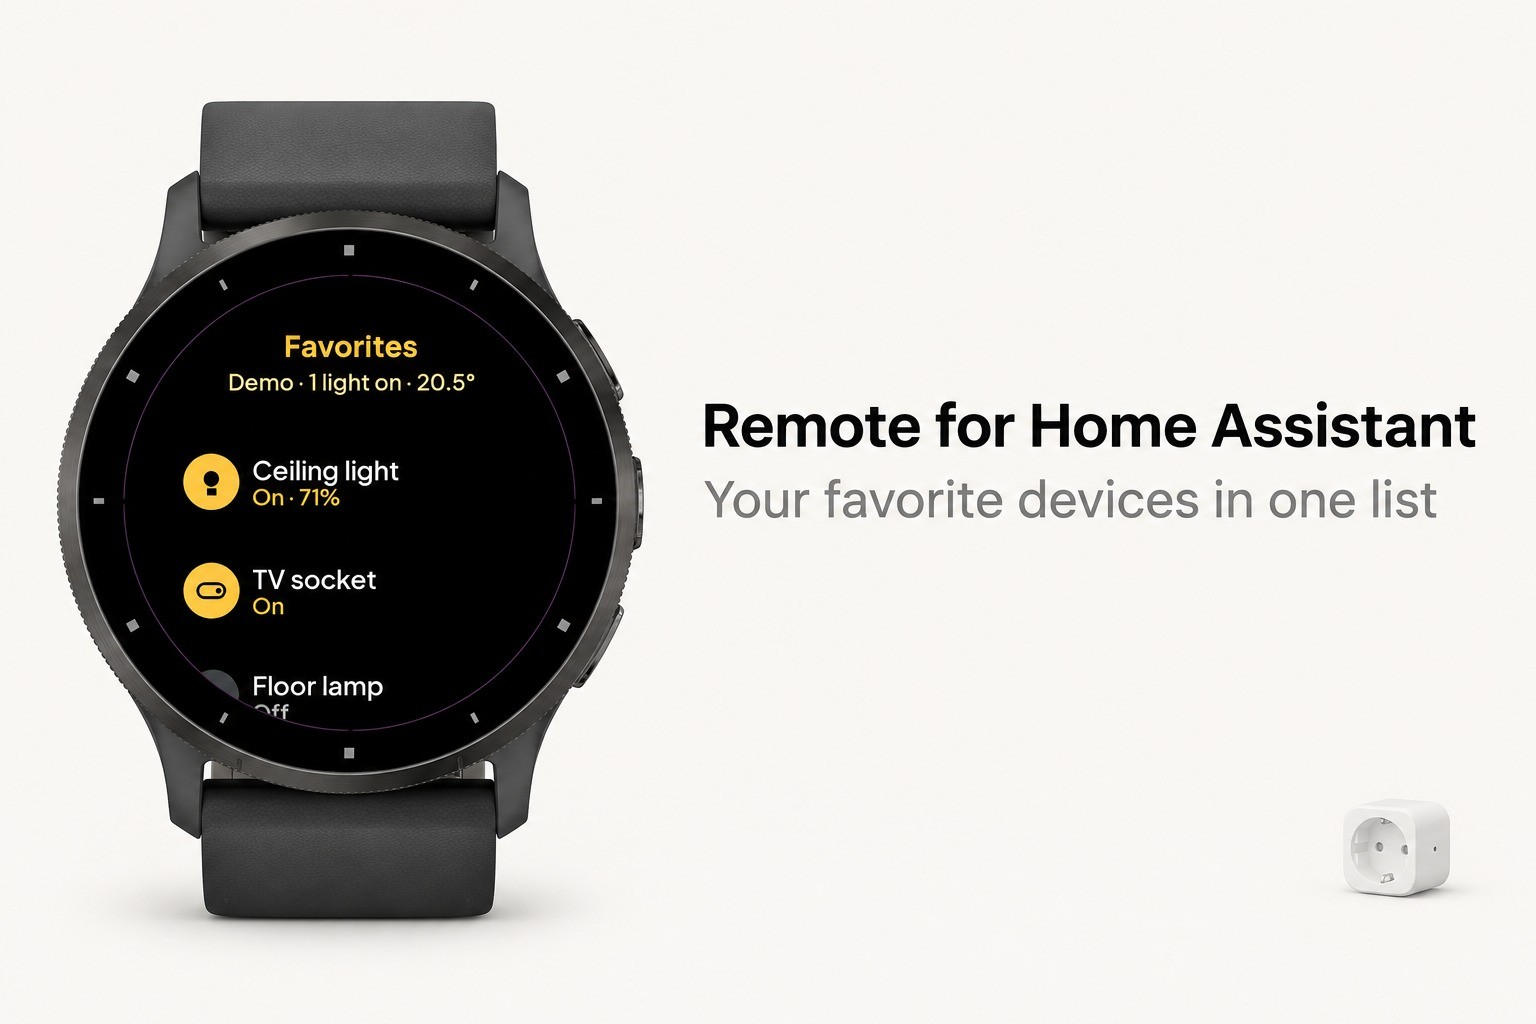 Favorites
Demo · 1 light on · 20.5°
Ceiling light
On · 71%
TV socket
On
Floor lamp
Off
Remote for Home Assistant
Your favorite devices in one list